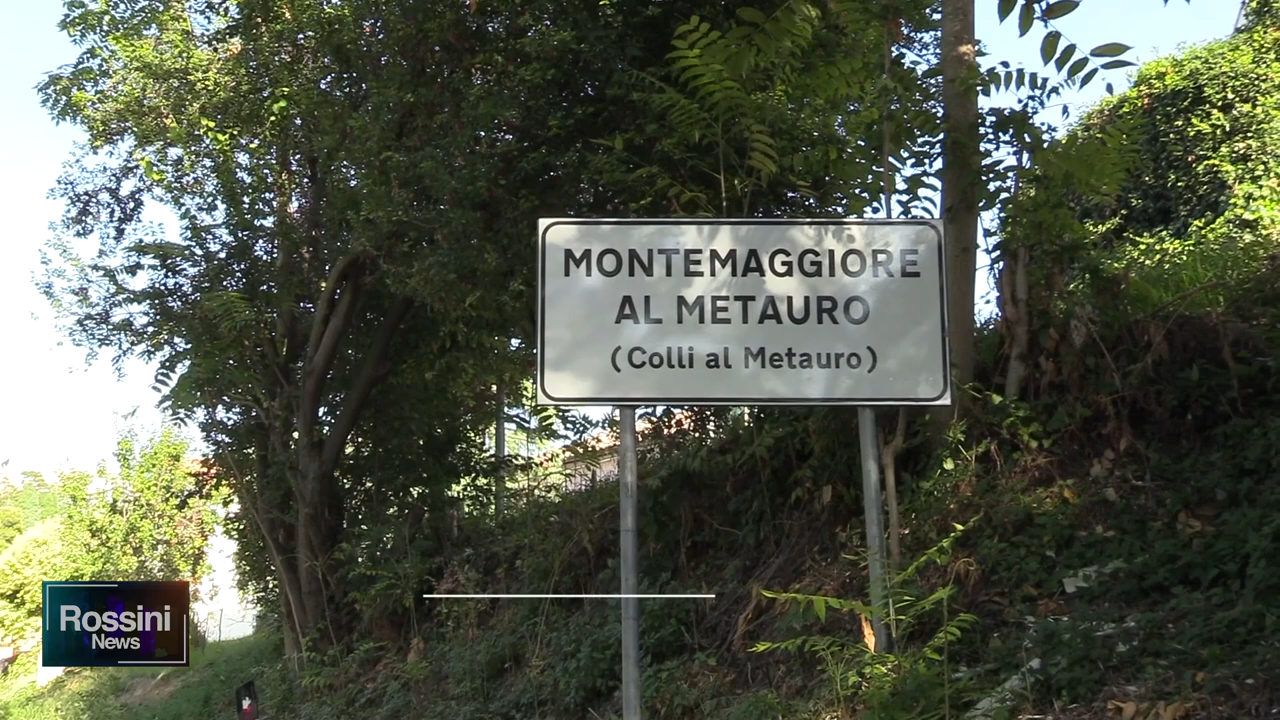 MONTEMAGGIORE
AL METAURO
(Colli al Metauro)
Rossini
News